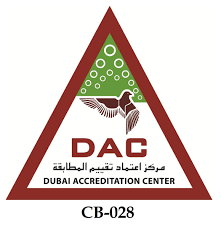 DAC
مركز اعتماد تقييم المطابقة
DUBAI ACCREDITATION CENTER
CB-028